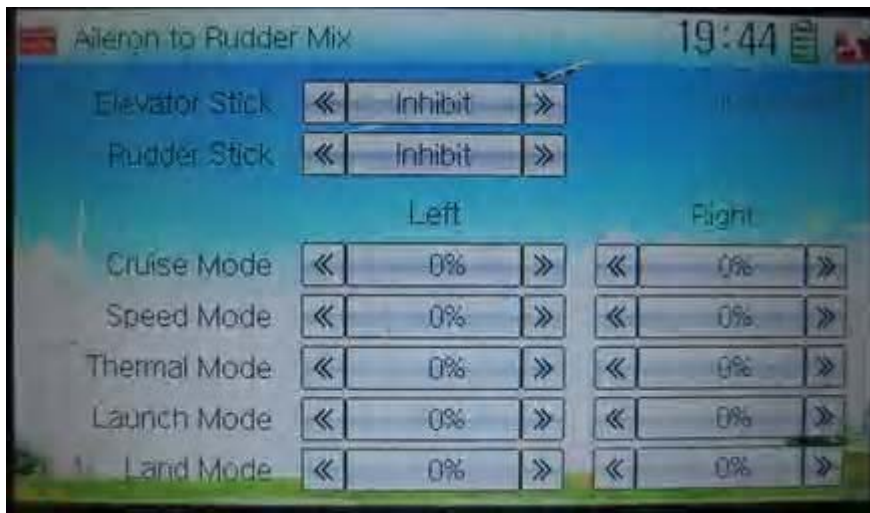 Aileron to Rudder Mix 19:44
Elevator Stick « Inhibit »
Rudder Stick « Inhibit »
Left Right
Cruise Mode « 0% » « 0% »
Speed Mode « 0% » « 0% »
Thermal Mode « 0% » « 0% »
Launch Mode « 0% » « 0% »
Land Mode « 0% » « 0% »